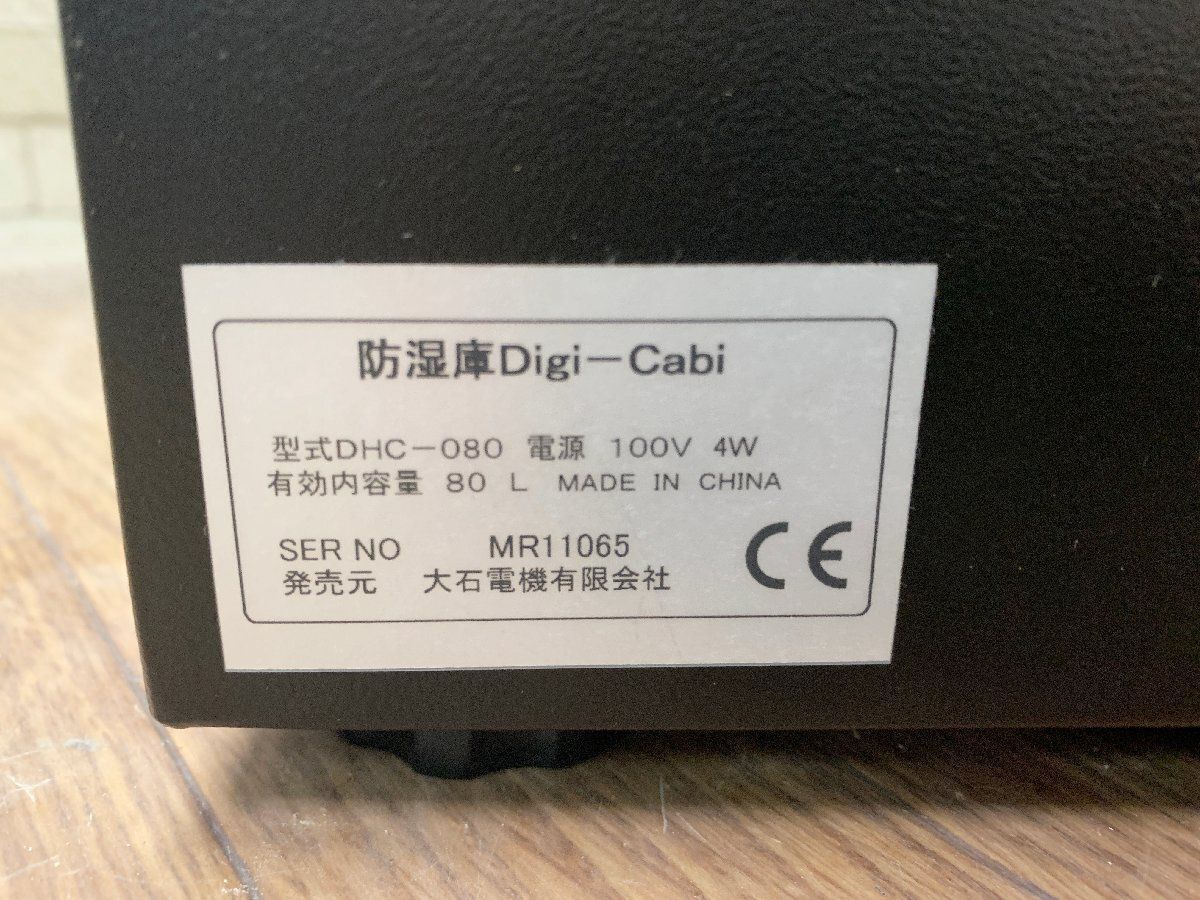 防湿庫Digi－Cabi
型式DHC－080 電源 100V 4W
有効内容量 80 L MADE IN CHINA
SER NO MR11065
発売元 大石電機有限会社
CE